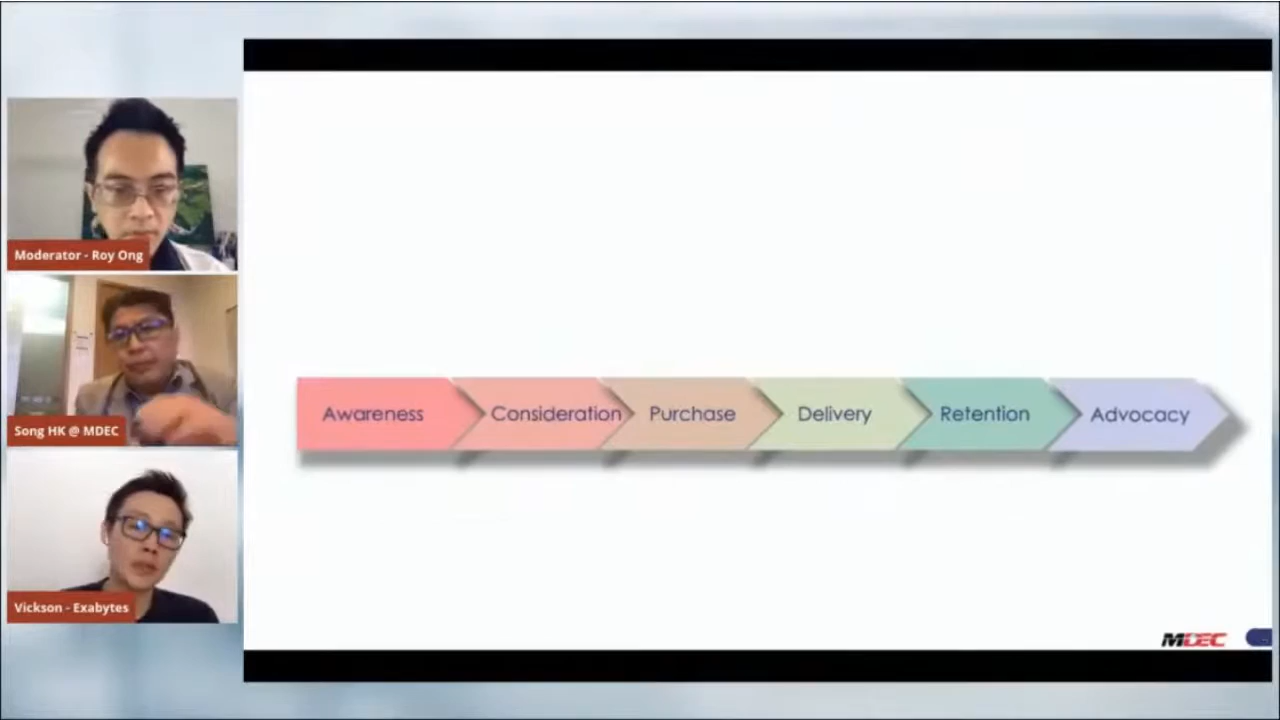 Moderator - Roy Ong
Song HK @ MDEC
Vickson - Exabytes
Awareness
Consideration
Purchase
Delivery
Retention
Advocacy
MDEC